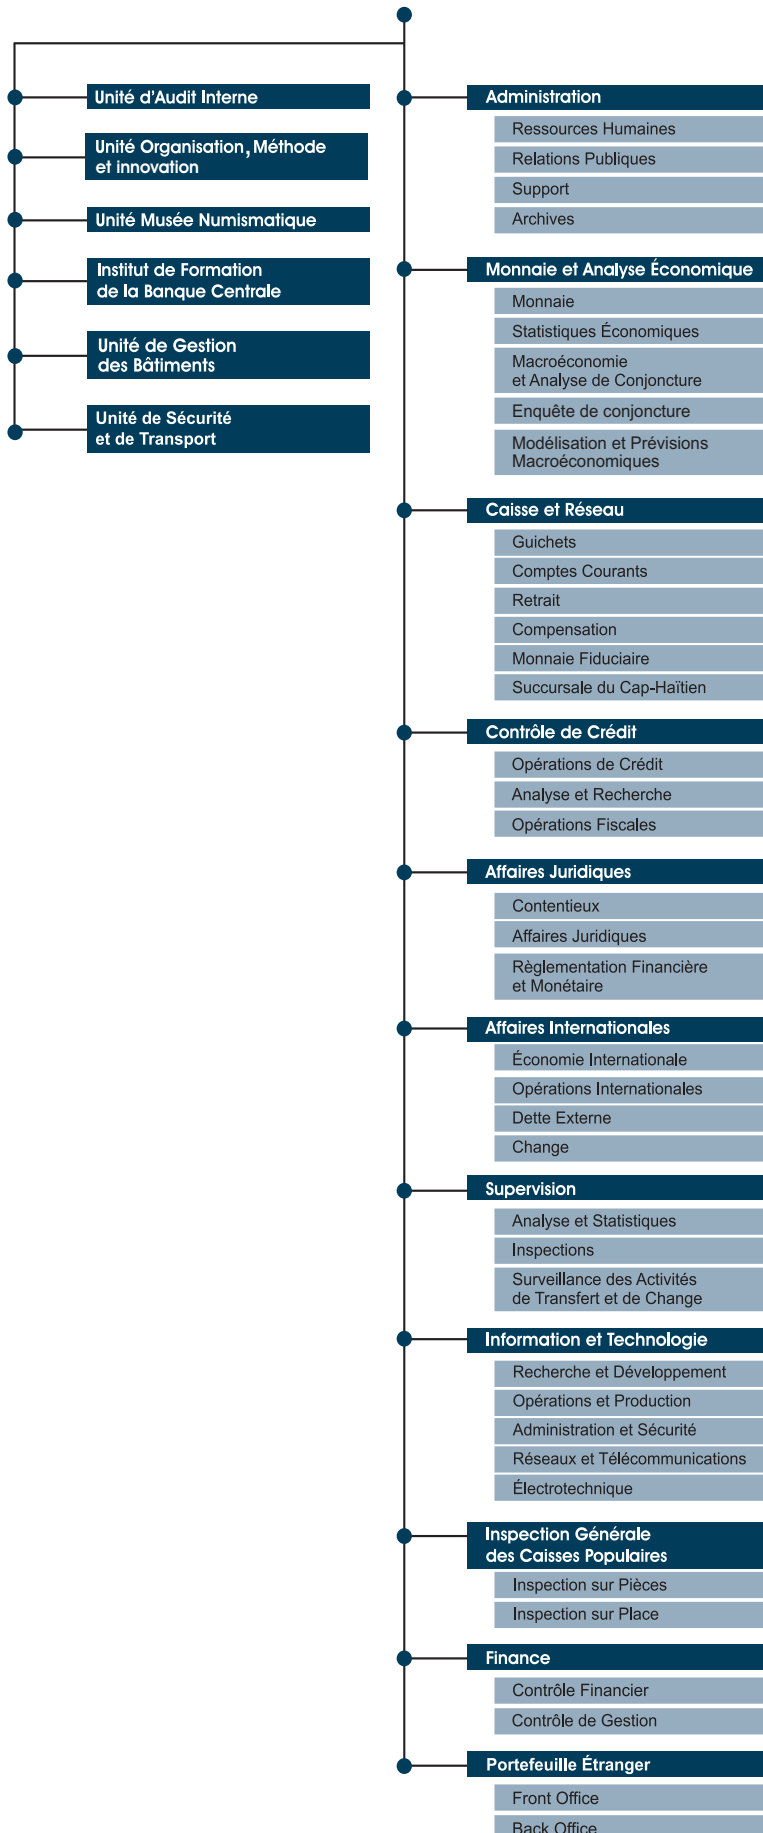 Unité d'Audit Interne
Unité Organisation, Méthode
et innovation
Unité Musée Numismatique
Institut de Formation
de la Banque Centrale
Unité de Gestion
des Bâtiments
Unité de Sécurité
et de Transport
Administration
Ressources Humaines
Relations Publiques
Support
Archives
Monnaie et Analyse Économique
Monnaie
Statistiques Économiques
Macroéconomie
et Analyse de Conjoncture
Enquête de conjoncture
Modélisation et Prévisions
Macroéconomiques
Caisse et Réseau
Guichets
Comptes Courants
Retrait
Compensation
Monnaie Fiduciaire
Succursale du Cap-Haïtien
Contrôle de Crédit
Opérations de Crédit
Analyse et Recherche
Opérations Fiscales
Affaires Juridiques
Contentieux
Affaires Juridiques
Règlementation Financière
et Monétaire
Affaires Internationales
Économie Internationale
Opérations Internationales
Dette Externe
Change
Supervision
Analyse et Statistiques
Inspections
Surveillance des Activités
de Transfert et de Change
Information et Technologie
Recherche et Développement
Opérations et Production
Administration et Sécurité
Réseaux et Télécommunications
Électrotechnique
Inspection Générale
des Caisses Populaires
Inspection sur Pièces
Inspection sur Place
Finance
Contrôle Financier
Contrôle de Gestion
Portefeuille Étranger
Front Office
Back Office